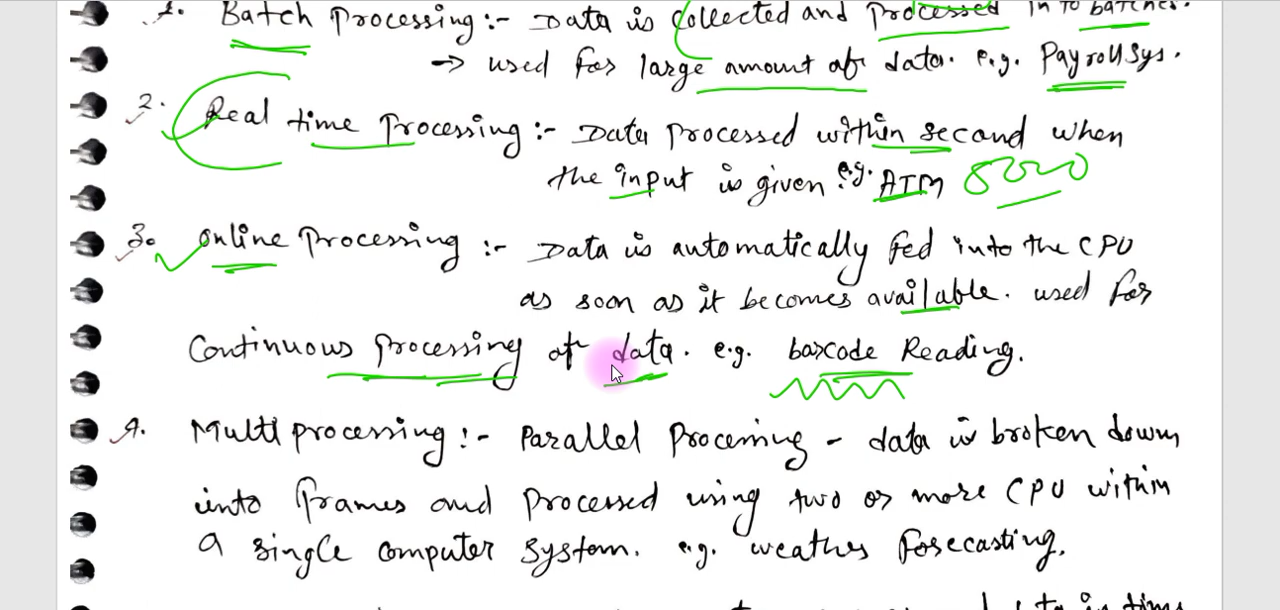 1. Batch Processing :- Data is collected and processed in to batches.
→ used for large amount of data. e.g. Payroll Sys.
2. Real time Processing :- Data Processed within second when
the input is given e.g. ATM 5000
3. Online Processing :- Data is automatically fed into the CPU
as soon as it becomes available. used for
Continuous processing of data. e.g. barcode Reading.
4. Multiprocessing :- Parallel Processing - data is broken down
into frames and processed using two or more CPU within
a single computer system. e.g. weather forecasting.